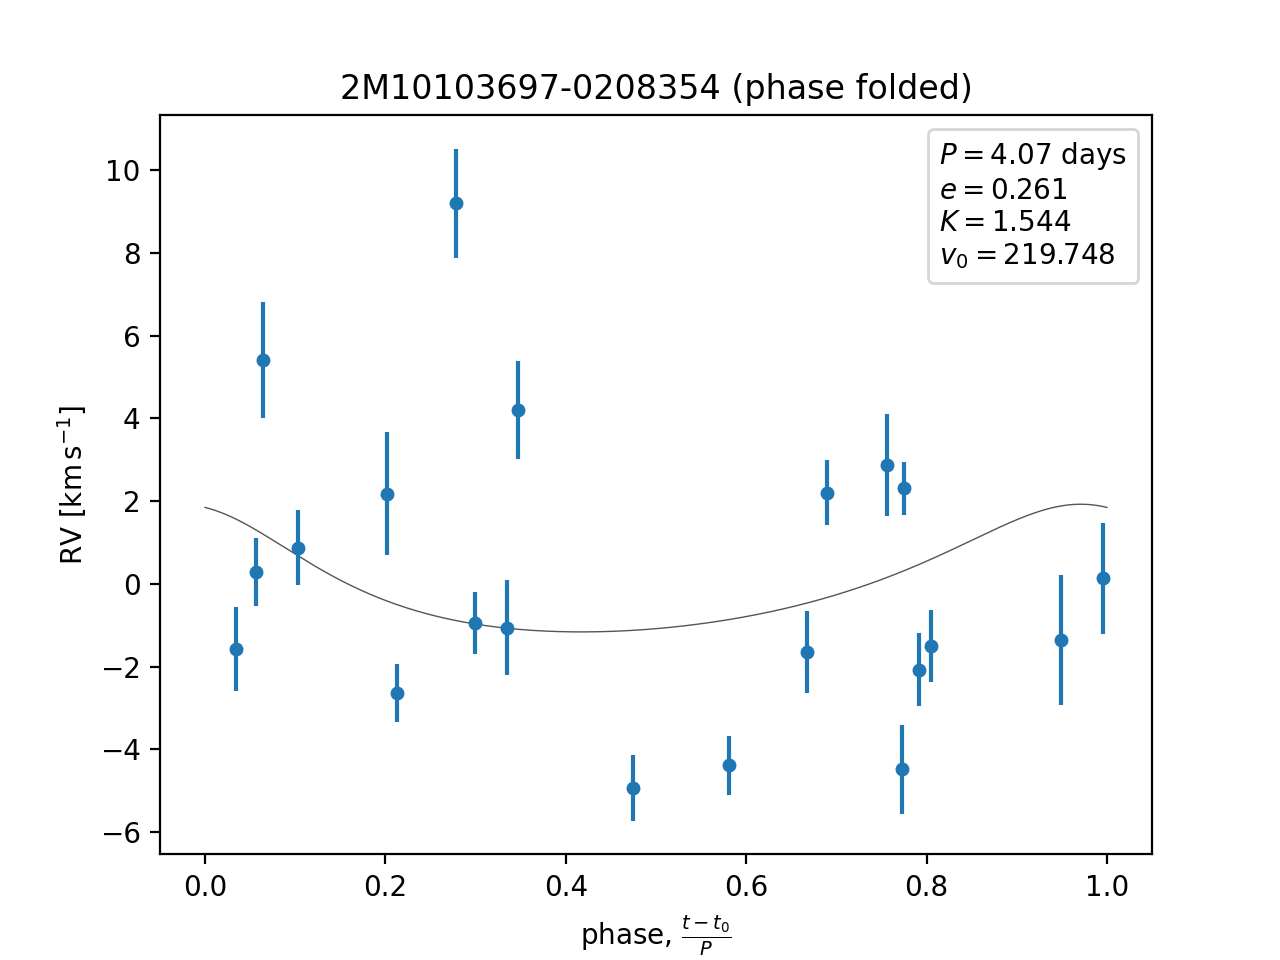 2M10103697-0208354 (phase folded)
P = 4.07 days
e = 0.261
K = 1.544
v₀ = 219.748
RV [km s⁻¹]
10
8
6
4
2
0
−2
−4
−6
0.0 0.2 0.4 0.6 0.8 1.0
phase, (t − t₀)/P